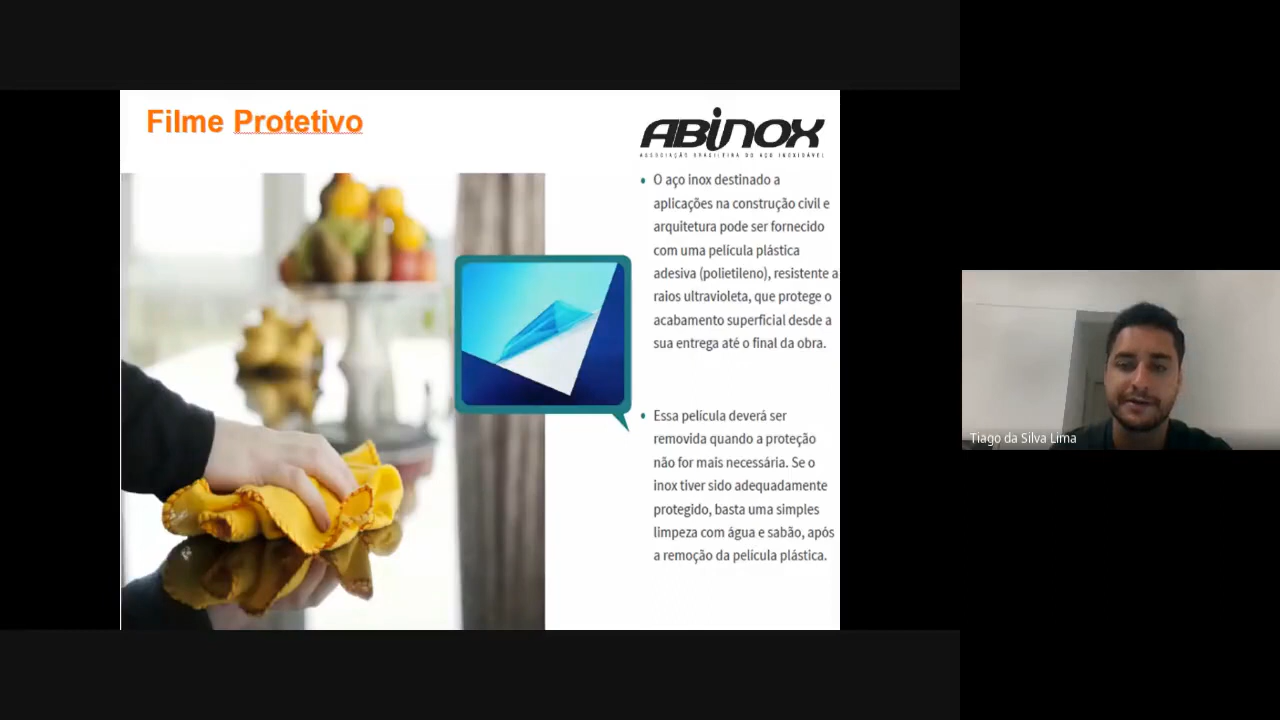 Filme Protetivo
ABINOX
ASSOCIAÇÃO BRASILEIRA DO AÇO INOXIDÁVEL
• O aço inox destinado a
aplicações na construção civil e
arquitetura pode ser fornecido
com uma película plástica
adesiva (polietileno), resistente a
raios ultravioleta, que protege o
acabamento superficial desde a
sua entrega até o final da obra.
• Essa película deverá ser
removida quando a proteção
não for mais necessária. Se o
inox tiver sido adequadamente
protegido, basta uma simples
limpeza com água e sabão, após
a remoção da película plástica.
Tiago da Silva Lima